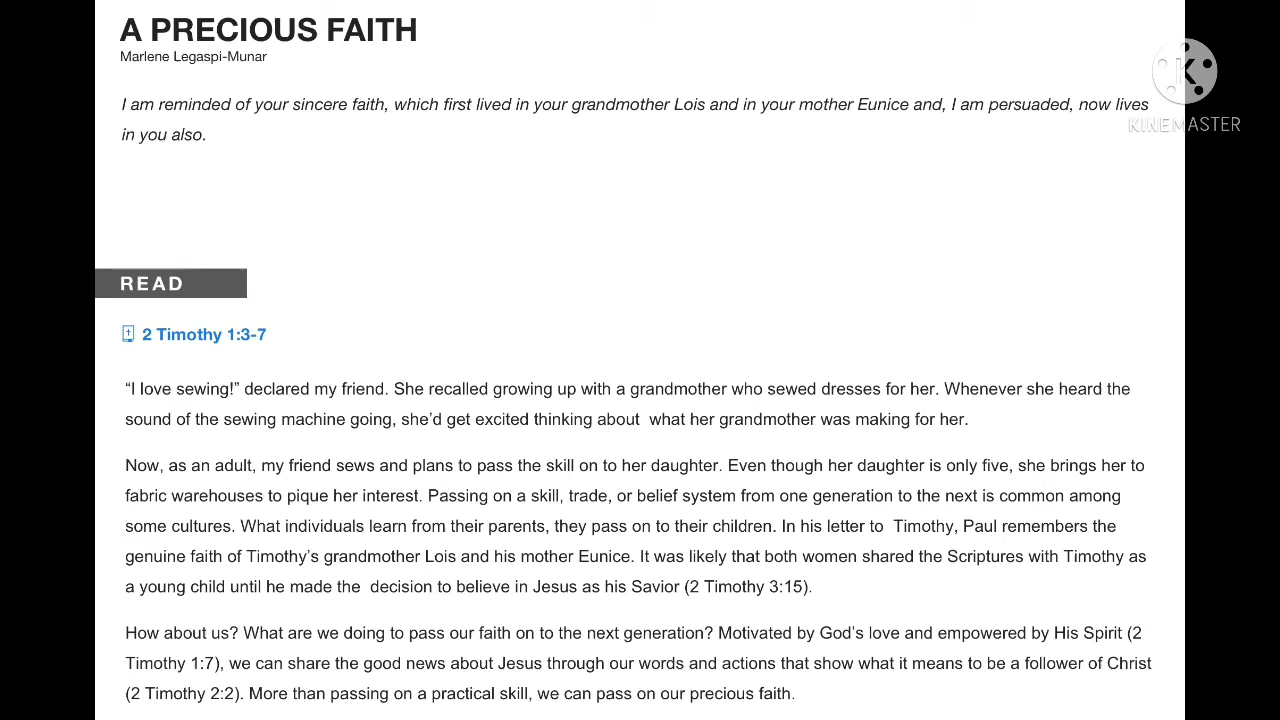 A PRECIOUS FAITH
Marlene Legaspi-Munar
I am reminded of your sincere faith, which first lived in your grandmother Lois and in your mother Eunice and, I am persuaded, now lives
in you also.
KINEMASTER
READ
2 Timothy 1:3-7
“I love sewing!” declared my friend. She recalled growing up with a grandmother who sewed dresses for her. Whenever she heard the
sound of the sewing machine going, she’d get excited thinking about what her grandmother was making for her.
Now, as an adult, my friend sews and plans to pass the skill on to her daughter. Even though her daughter is only five, she brings her to
fabric warehouses to pique her interest. Passing on a skill, trade, or belief system from one generation to the next is common among
some cultures. What individuals learn from their parents, they pass on to their children. In his letter to Timothy, Paul remembers the
genuine faith of Timothy’s grandmother Lois and his mother Eunice. It was likely that both women shared the Scriptures with Timothy as
a young child until he made the decision to believe in Jesus as his Savior (2 Timothy 3:15).
How about us? What are we doing to pass our faith on to the next generation? Motivated by God’s love and empowered by His Spirit (2
Timothy 1:7), we can share the good news about Jesus through our words and actions that show what it means to be a follower of Christ
(2 Timothy 2:2). More than passing on a practical skill, we can pass on our precious faith.